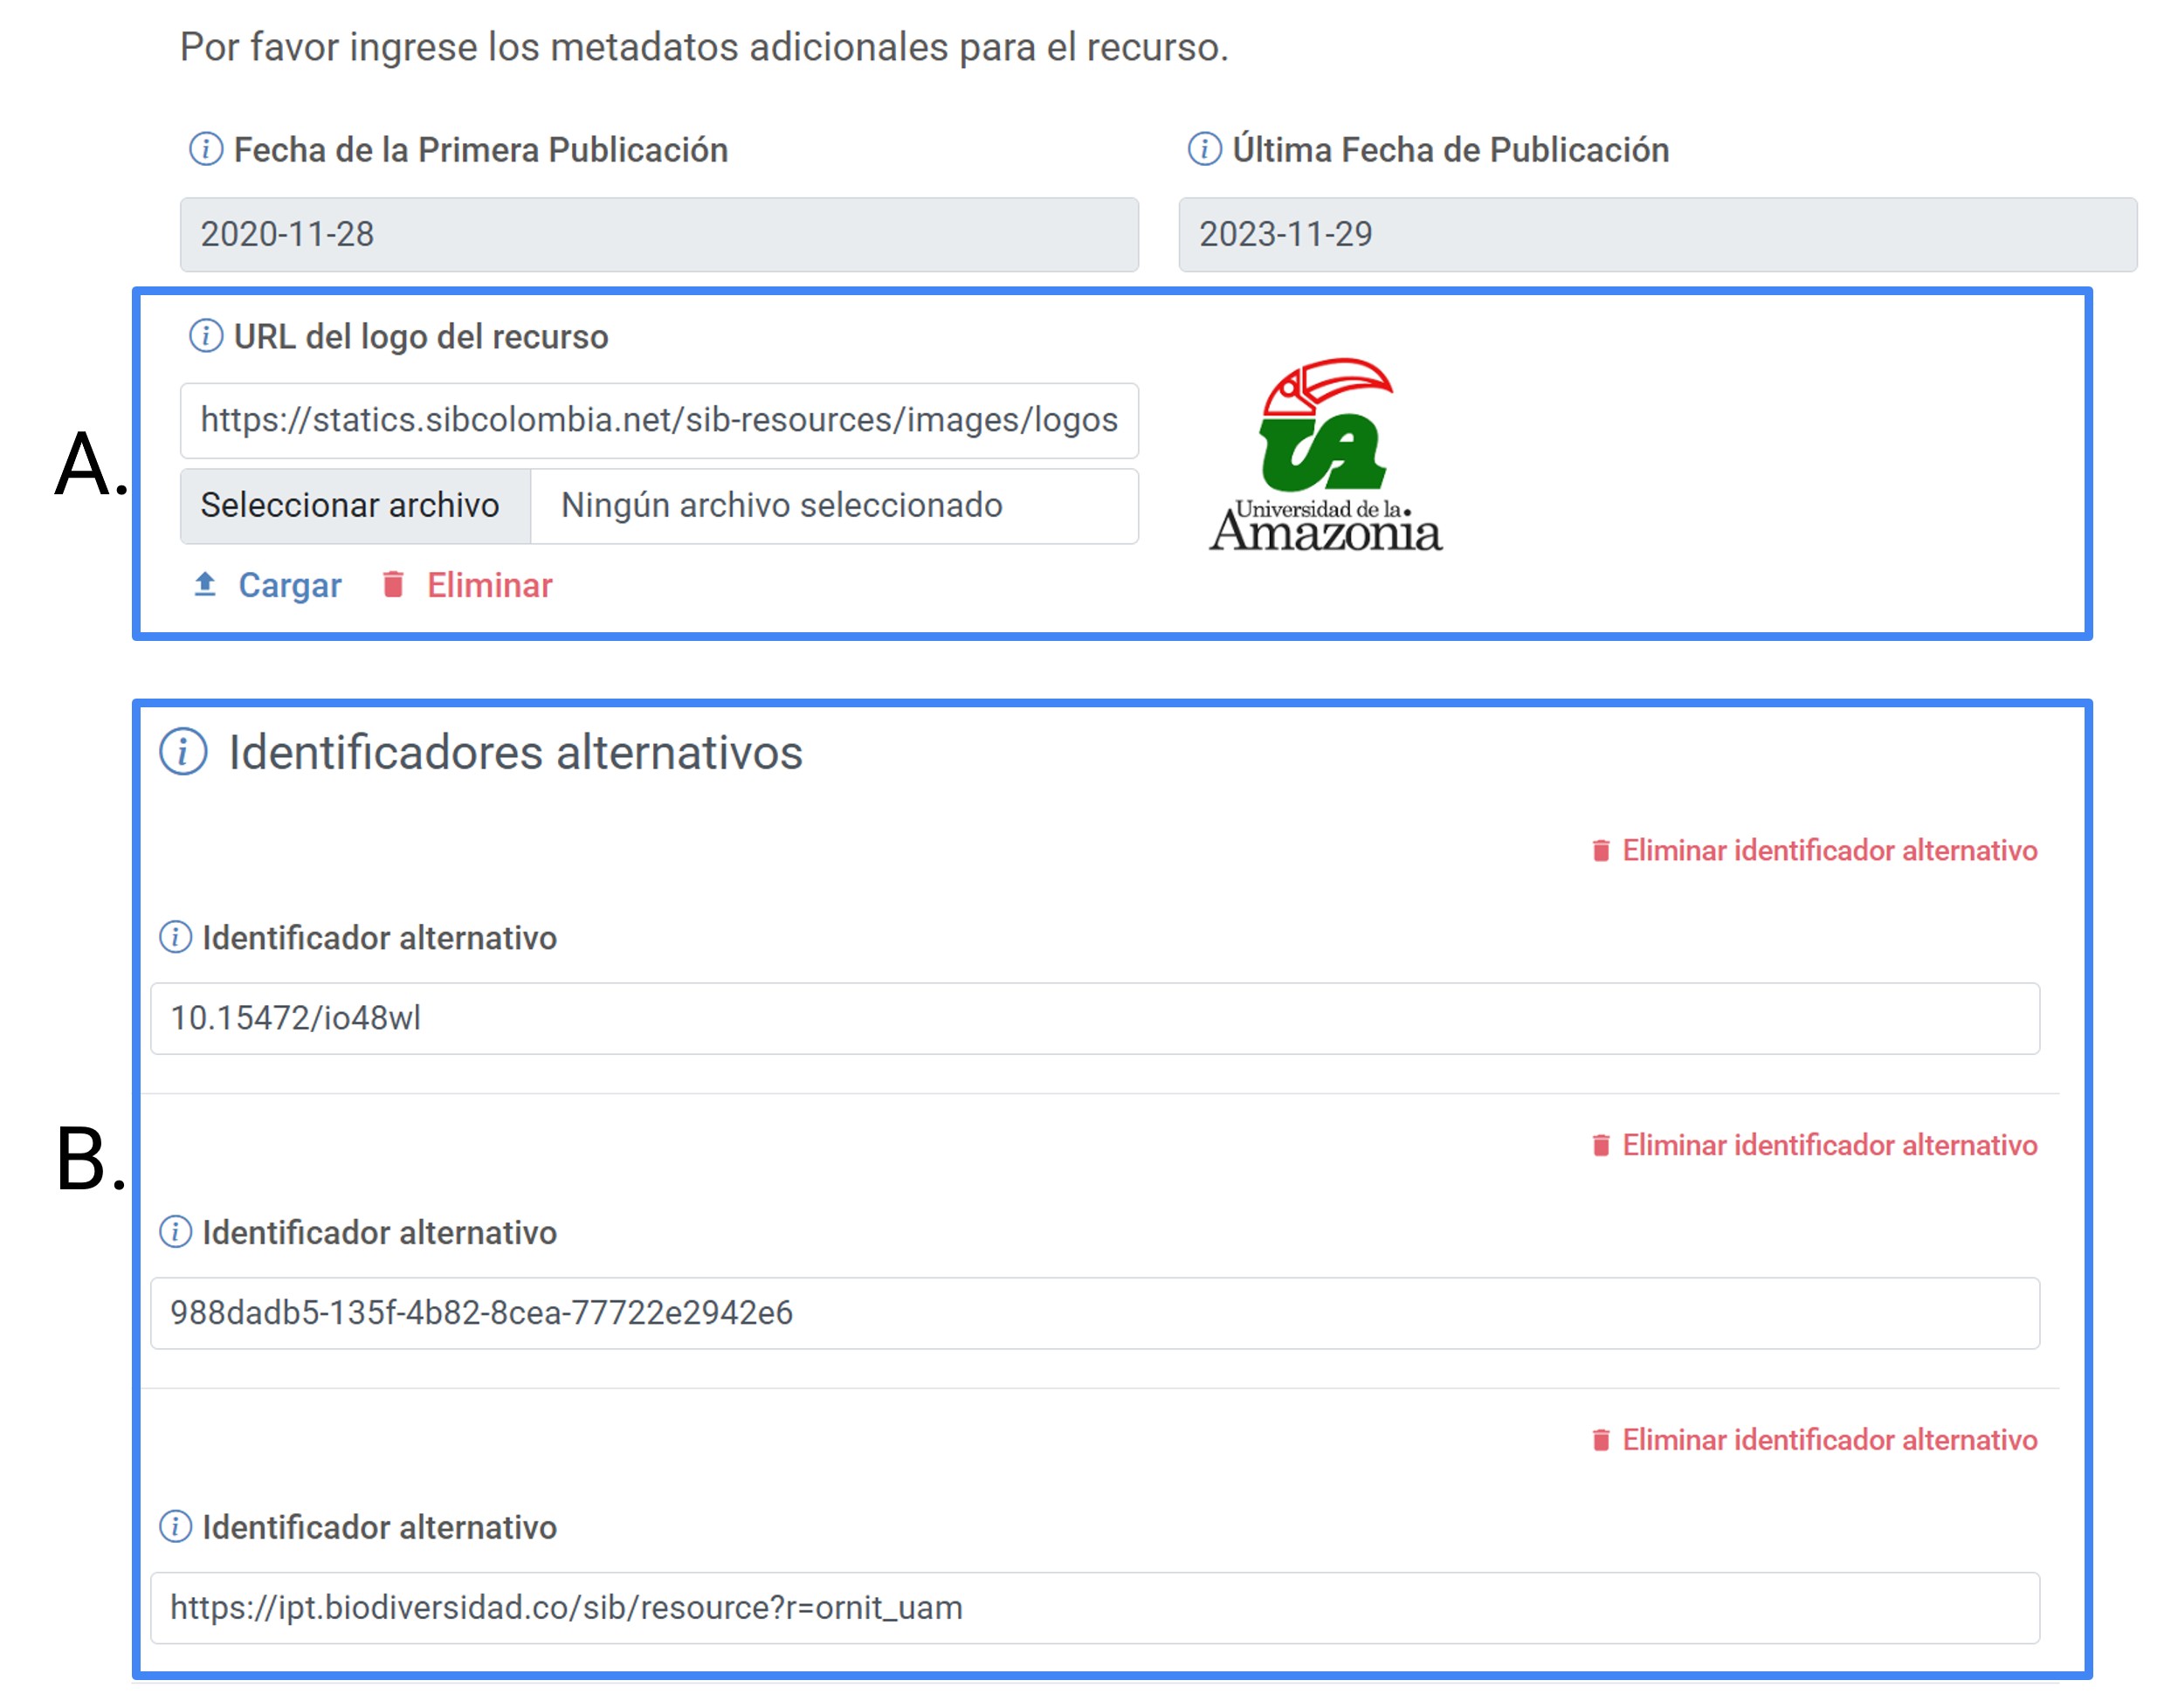 Por favor ingrese los metadatos adicionales para el recurso.
Fecha de la Primera Publicación
Última Fecha de Publicación
2020-11-28
2023-11-29
A.
URL del logo del recurso
https://statics.sibcolombia.net/sib-resources/images/logos
Seleccionar archivo
Ningún archivo seleccionado
Cargar
Eliminar
Universidad de la
Amazonia
B.
Identificadores alternativos
Eliminar identificador alternativo
Identificador alternativo
10.15472/io48wl
Eliminar identificador alternativo
Identificador alternativo
988dadb5-135f-4b82-8cea-77722e2942e6
Eliminar identificador alternativo
Identificador alternativo
https://ipt.biodiversidad.co/sib/resource?r=ornit_uam